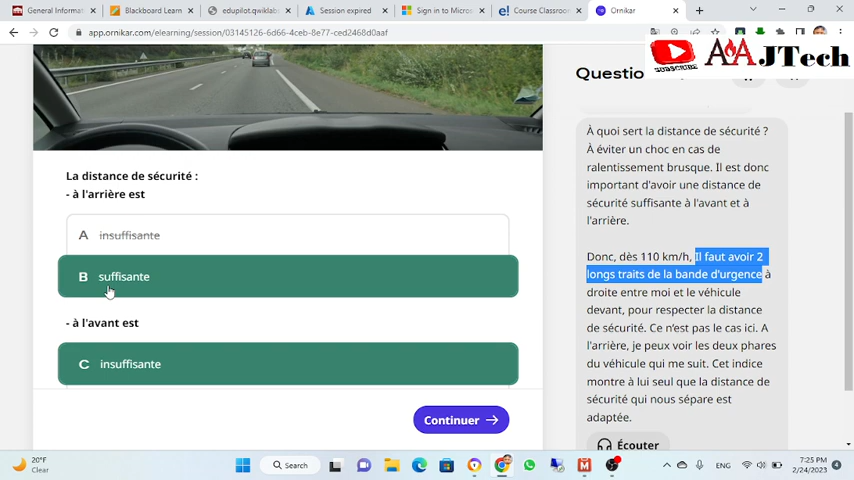 General Informat
Blackboard Learn
edupilot.qwiklabs
Session expired
Sign in to Micros
Course Classroom
Ornikar
app.ornikar.com/elearning/session/03145126-6d66-4ceb-8e77-ced2468d0aaf
SUBSCRIBE
AAJTech
Question
La distance de sécurité :
- à l'arrière est
A insuffisante
B suffisante
- à l'avant est
C insuffisante
Continuer
À quoi sert la distance de sécurité ?
À éviter un choc en cas de
ralentissement brusque. Il est donc
important d'avoir une distance de
sécurité suffisante à l'avant et à
l'arrière.
Donc, dès 110 km/h, Il faut avoir 2
longs traits de la bande d'urgence à
droite entre moi et le véhicule
devant, pour respecter la distance
de sécurité. Ce n'est pas le cas ici. A
l'arrière, je peux voir les deux phares
du véhicule qui me suit. Cet indice
montre à lui seul que la distance de
sécurité qui nous sépare est
adaptée.
Écouter
20°F
Clear
Search
ENG
7:25 PM
2/24/2023